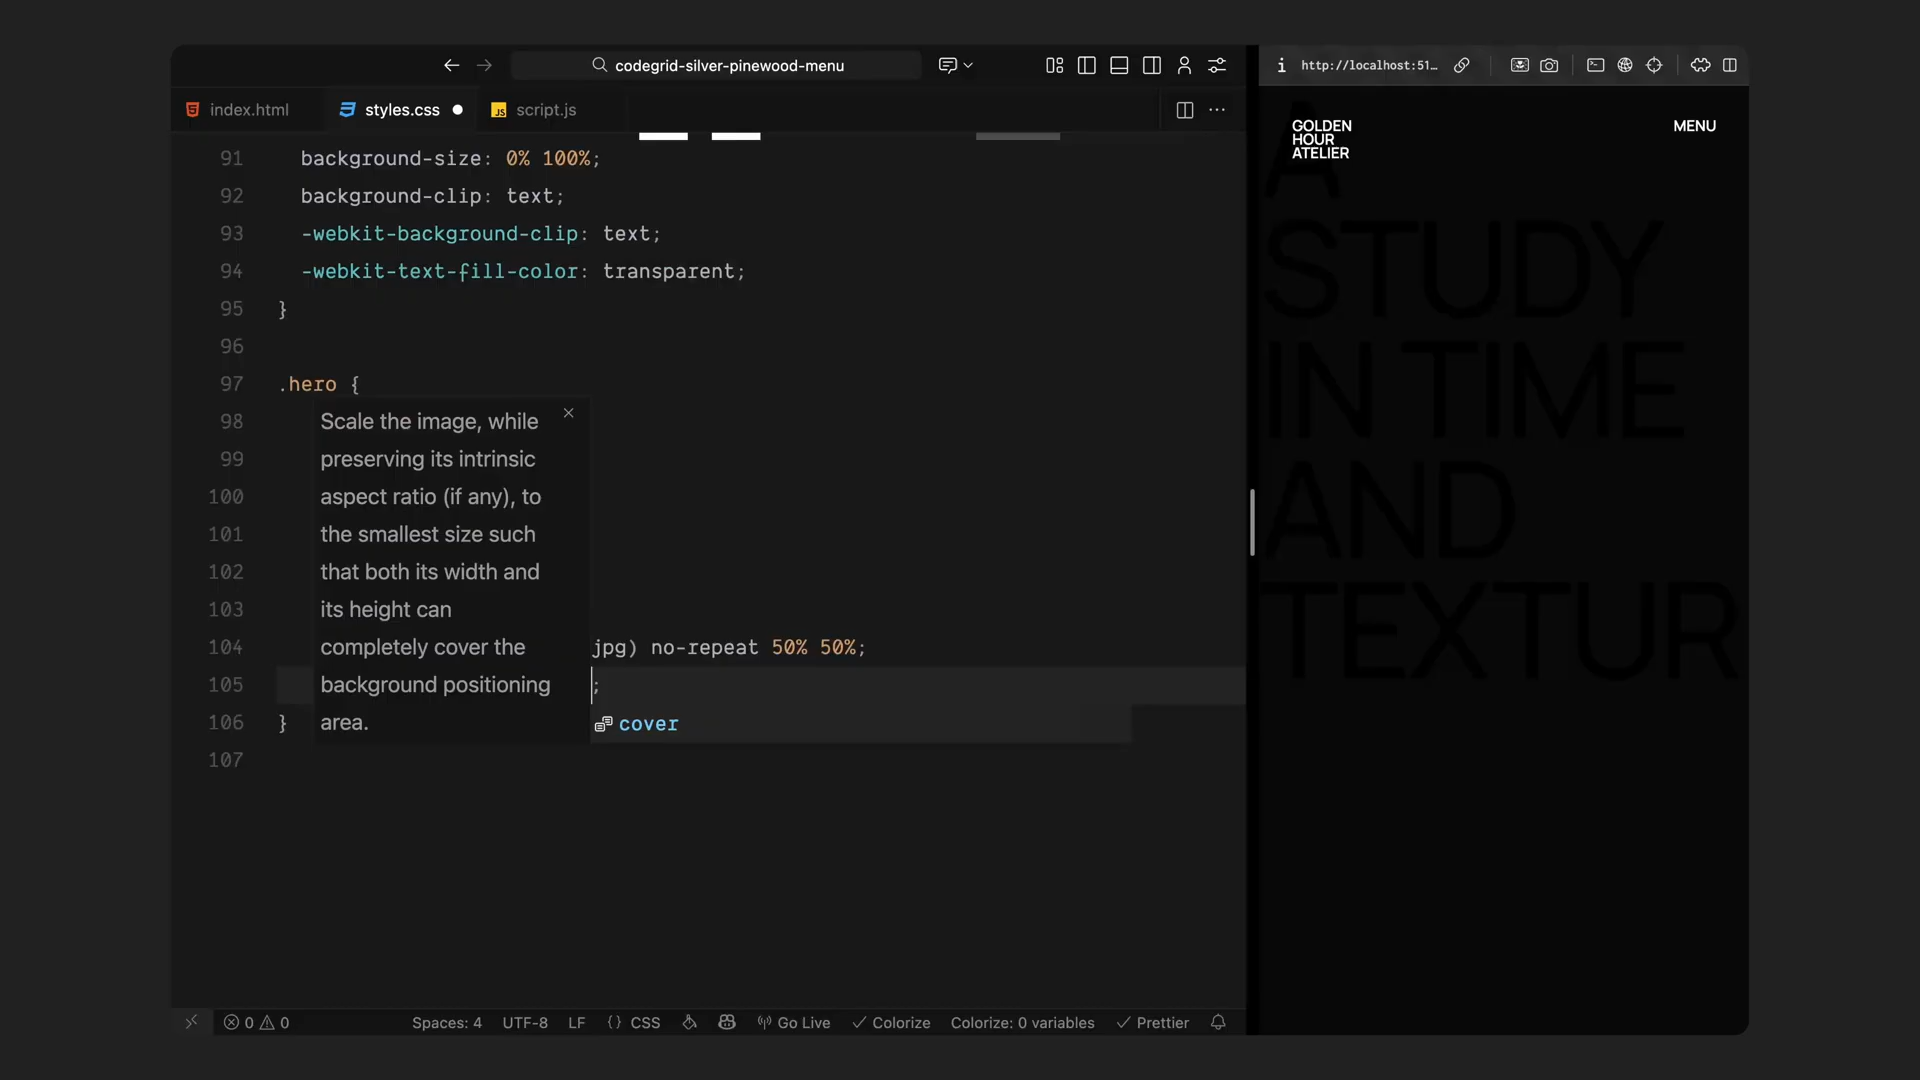 codegrid-silver-pinewood-menu
http://localhost:51…
index.html
styles.css
script.js
91 background-size: 0% 100%;
92 background-clip: text;
93 -webkit-background-clip: text;
94 -webkit-text-fill-color: transparent;
95 }
96
97 .hero {
98
99
100
101
102
103
104 jpg) no-repeat 50% 50%;
105 ;
106 }
107
Scale the image, while
preserving its intrinsic
aspect ratio (if any), to
the smallest size such
that both its width and
its height can
completely cover the
background positioning
area.
cover
GOLDEN
HOUR
ATELIER
MENU
A
STUDY
IN TIME
AND
TEXTUR
0 0
Spaces: 4
UTF-8
LF
{} CSS
Go Live
Colorize
Colorize: 0 variables
Prettier